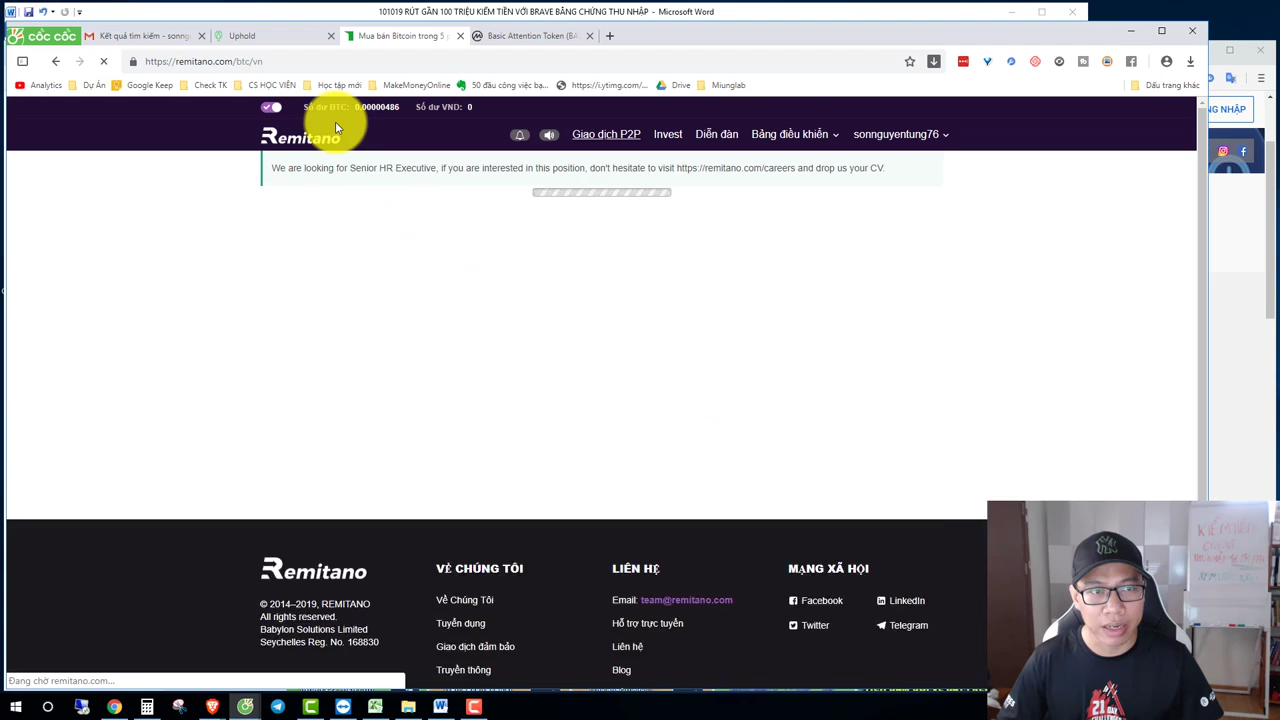 101019 RÚT GẦN 100 TRIỆU KIẾM TIỀN VỚI BRAVE BẰNG CHỨNG THU NHẬP - Microsoft Word
CỐC CỐC
Kết quả tìm kiếm - sonng
Uphold
Mua bán Bitcoin trong 5 p
Basic Attention Token (BA
https://remitano.com/btc/vn
Analytics
Dự Án
Google Keep
Check TK
CS HỌC VIÊN
Học tập mới
MakeMoneyOnline
50 đầu công việc bạ...
https://i.ytimg.com/...
Drive
Miunglab
Dấu trang khác
NG NHẬP
Số dư BTC: 0.00000486
Số dư VND: 0
Remitano
Giao dịch P2P
Invest
Diễn đàn
Bảng điều khiển
sonnguyentung76
We are looking for Senior HR Executive, if you are interested in this position, don't hesitate to visit https://remitano.com/careers and drop us your CV.
Remitano
© 2014–2019, REMITANO
All rights reserved.
Babylon Solutions Limited
Seychelles Reg. No. 168830
VỀ CHÚNG TÔI
Về Chúng Tôi
Tuyển dụng
Giao dịch đảm bảo
Truyền thông
LIÊN HỆ
Email: team@remitano.com
Hỗ trợ trực tuyến
Liên hệ
Blog
MẠNG XÃ HỘI
Facebook
LinkedIn
Twitter
Telegram
Đang chờ remitano.com...
KIẾM TIỀN
21 DAY
CHALLENGE